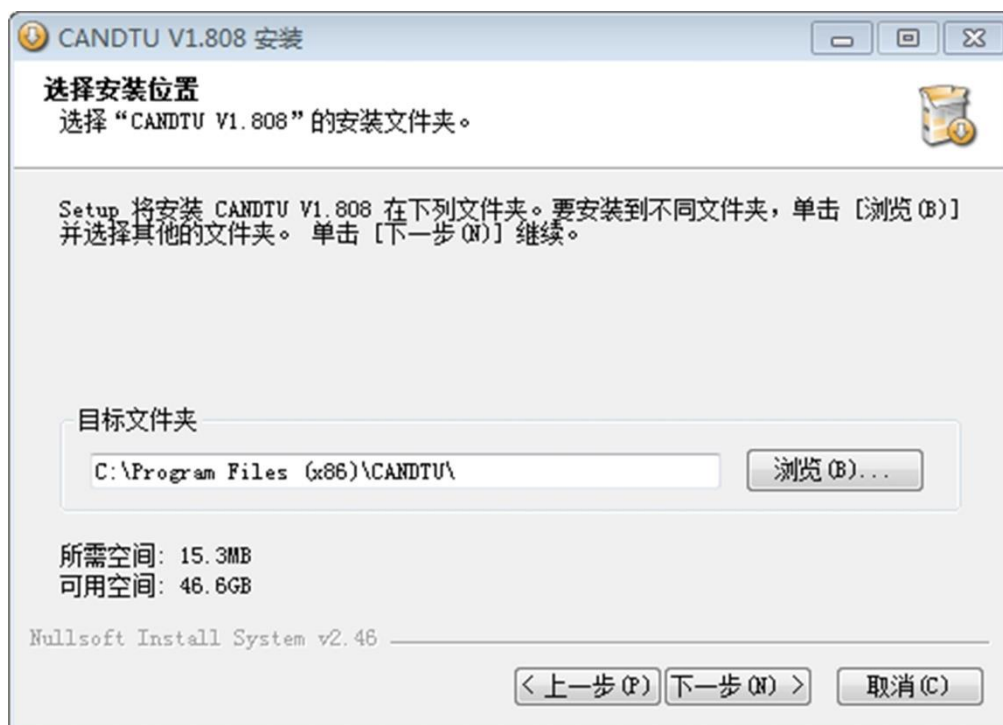 CANDTU V1.808 安装
选择安装位置
选择“CANDTU V1.808”的安装文件夹。
Setup 将安装 CANDTU V1.808 在下列文件夹。要安装到不同文件夹，单击 [浏览(B)]
并选择其他的文件夹。 单击 [下一步(N)] 继续。
目标文件夹
C:\Program Files (x86)\CANDTU\
浏览(B)...
所需空间: 15.3MB
可用空间: 46.6GB
Nullsoft Install System v2.46
< 上一步(P)
下一步(N) >
取消(C)